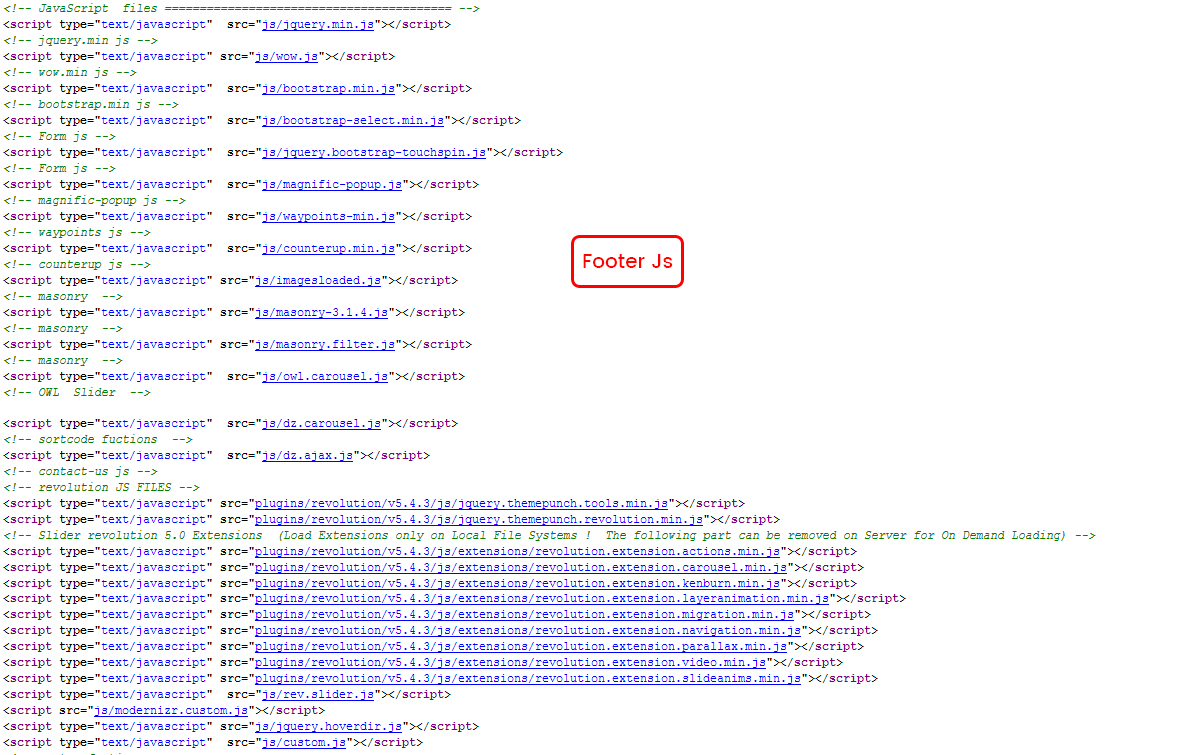 <!-- JavaScript  files ========================================= -->
<script type="text/javascript"  src="js/jquery.min.js"></script>
<!-- jquery.min js -->
<script type="text/javascript" src="js/wow.js"></script>
<!-- wow.min js -->
<script type="text/javascript"  src="js/bootstrap.min.js"></script>
<!-- bootstrap.min js -->
<script type="text/javascript"  src="js/bootstrap-select.min.js"></script>
<!-- Form js -->
<script type="text/javascript"  src="js/jquery.bootstrap-touchspin.js"></script>
<!-- Form js -->
<script type="text/javascript"  src="js/magnific-popup.js"></script>
<!-- magnific-popup js -->
<script type="text/javascript"  src="js/waypoints-min.js"></script>
<!-- waypoints js -->
<script type="text/javascript"  src="js/counterup.min.js"></script>
Footer Js
<!-- counterup js -->
<script type="text/javascript" src="js/imagesloaded.js"></script>
<!-- masonry  -->
<script type="text/javascript" src="js/masonry-3.1.4.js"></script>
<!-- masonry  -->
<script type="text/javascript" src="js/masonry.filter.js"></script>
<!-- masonry  -->
<script type="text/javascript"  src="js/owl.carousel.js"></script>
<!-- OWL  Slider  -->
<script type="text/javascript"  src="js/dz.carousel.js"></script>
<!-- sortcode fuctions  -->
<script type="text/javascript"  src="js/dz.ajax.js"></script>
<!-- contact-us js -->
<!-- revolution JS FILES -->
<script type="text/javascript" src="plugins/revolution/v5.4.3/js/jquery.themepunch.tools.min.js"></script>
<script type="text/javascript" src="plugins/revolution/v5.4.3/js/jquery.themepunch.revolution.min.js"></script>
<!-- Slider revolution 5.0 Extensions  (Load Extensions only on Local File Systems !  The following part can be removed on Server for On Demand Loading) -->
<script type="text/javascript" src="plugins/revolution/v5.4.3/js/extensions/revolution.extension.actions.min.js"></script>
<script type="text/javascript" src="plugins/revolution/v5.4.3/js/extensions/revolution.extension.carousel.min.js"></script>
<script type="text/javascript" src="plugins/revolution/v5.4.3/js/extensions/revolution.extension.kenburn.min.js"></script>
<script type="text/javascript" src="plugins/revolution/v5.4.3/js/extensions/revolution.extension.layeranimation.min.js"></script>
<script type="text/javascript" src="plugins/revolution/v5.4.3/js/extensions/revolution.extension.migration.min.js"></script>
<script type="text/javascript" src="plugins/revolution/v5.4.3/js/extensions/revolution.extension.navigation.min.js"></script>
<script type="text/javascript" src="plugins/revolution/v5.4.3/js/extensions/revolution.extension.parallax.min.js"></script>
<script type="text/javascript" src="plugins/revolution/v5.4.3/js/extensions/revolution.extension.video.min.js"></script>
<script type="text/javascript" src="plugins/revolution/v5.4.3/js/extensions/revolution.extension.slideanims.min.js"></script>
<script type="text/javascript"  src="js/rev.slider.js"></script>
<script src="js/modernizr.custom.js"></script>
<script type="text/javascript" src="js/jquery.hoverdir.js"></script>
<script type="text/javascript"  src="js/custom.js"></script>